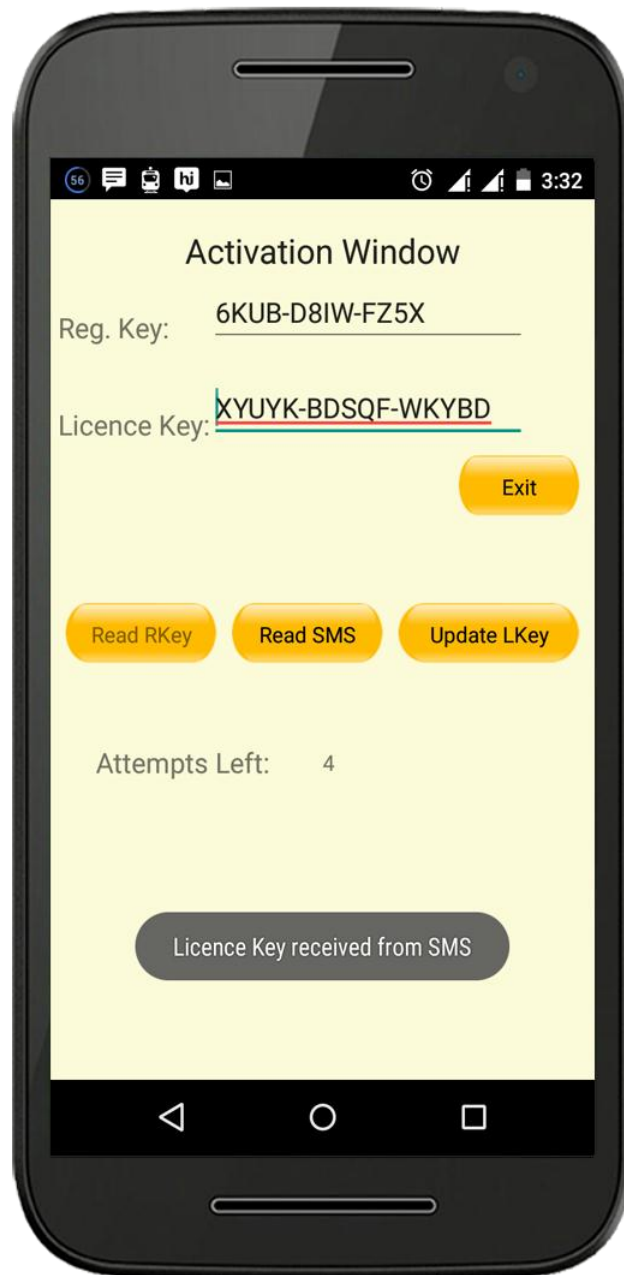 56 hi 3:32
Activation Window
Reg. Key: 6KUB-D8IW-FZ5X
Licence Key: XYUYK-BDSQF-WKYBD
Exit
Read RKey Read SMS Update LKey
Attempts Left: 4
Licence Key received from SMS